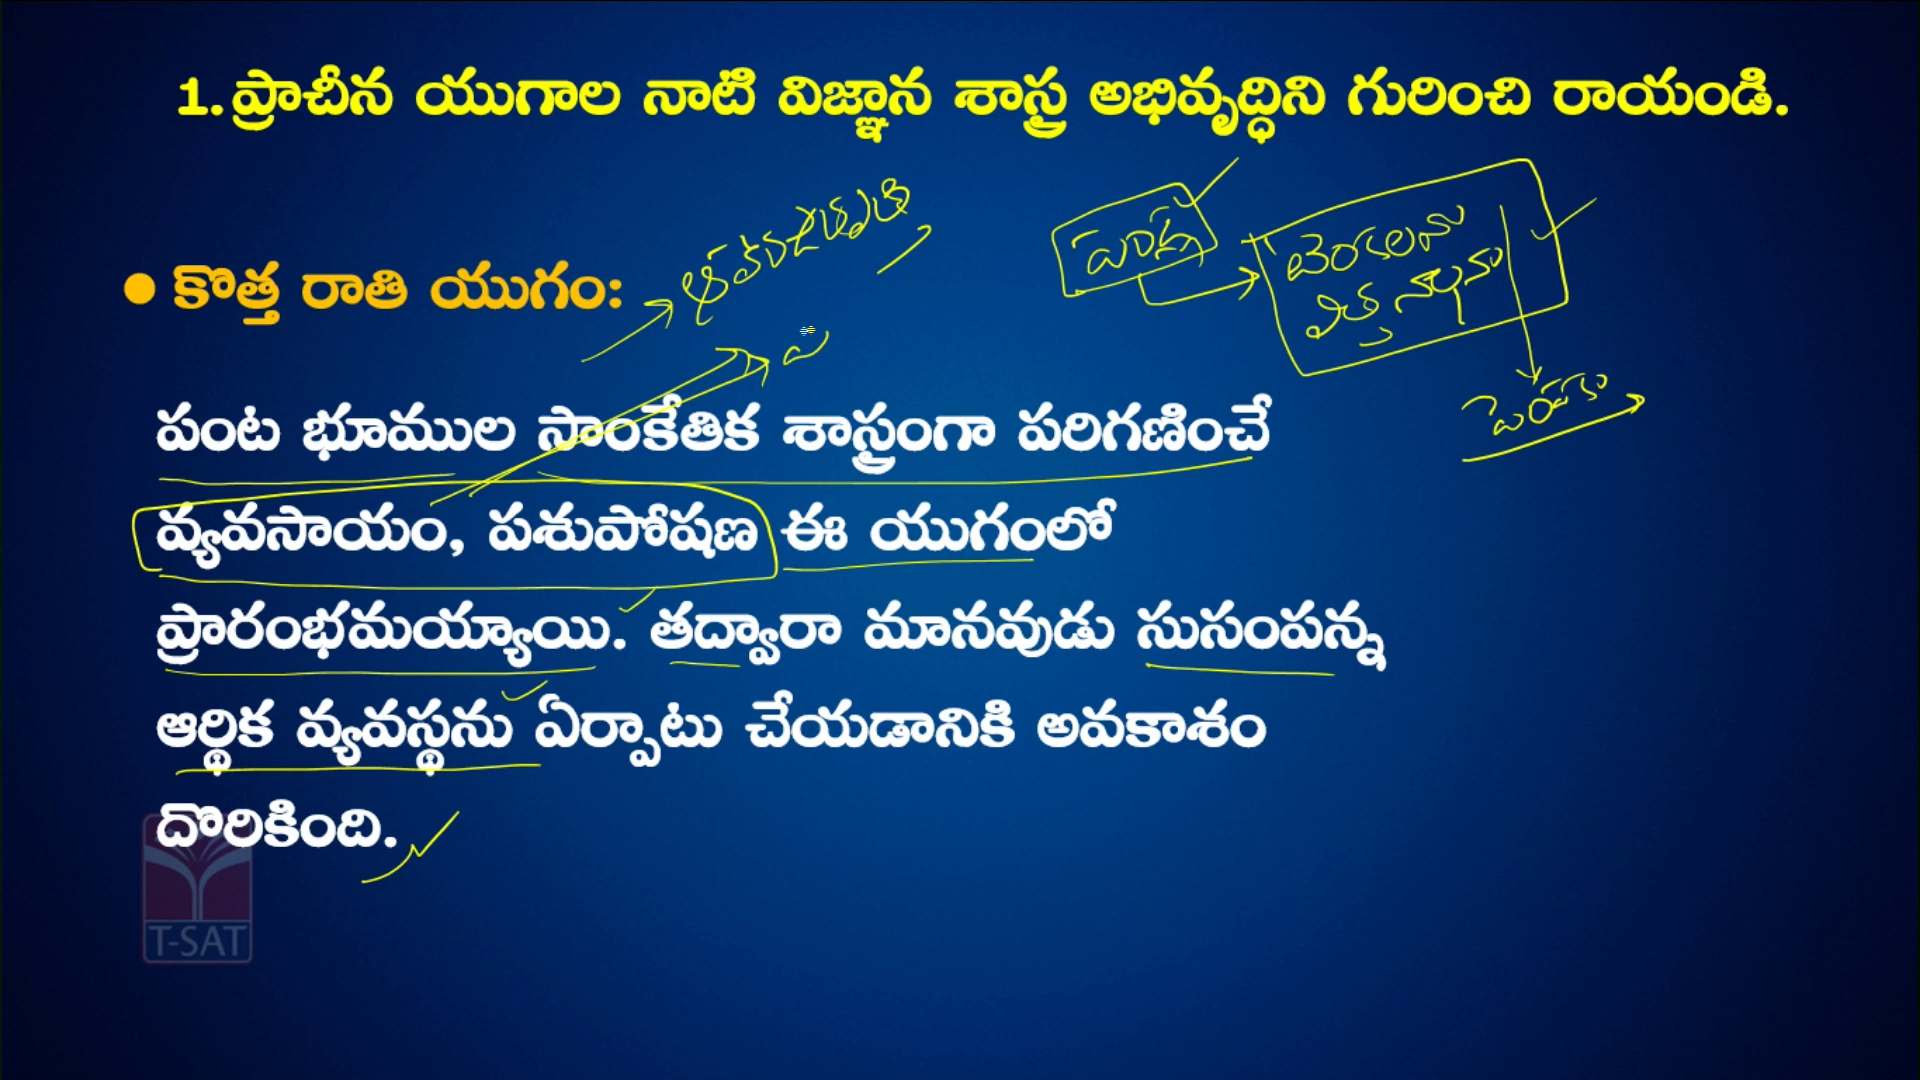 1. ప్రాచీన యుగాల నాటి విజ్ఞాన శాస్త్ర అభివృద్ధిని గురించి రాయండి.
• కొత్త రాతి యుగం:
పంట భూముల సాంకేతిక శాస్త్రంగా పరిగణించే
వ్యవసాయం, పశుపోషణ ఈ యుగంలో
ప్రారంభమయ్యాయి. తద్వారా మానవుడు సుసంపన్న
ఆర్థిక వ్యవస్థను ఏర్పాటు చేయడానికి అవకాశం
దొరికింది.
T-SAT